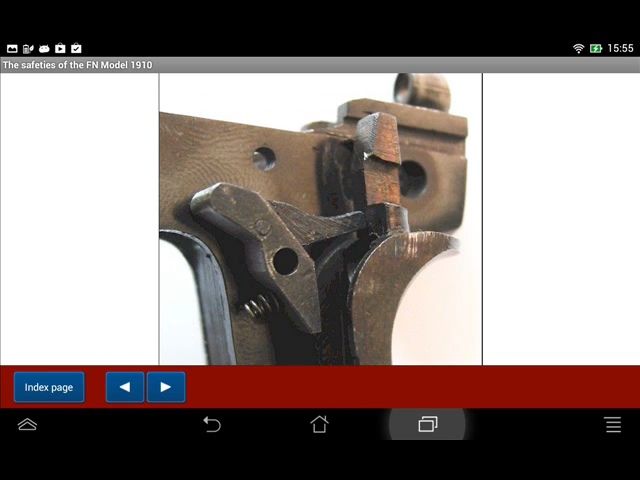 15:55
The safeties of the FN Model 1910
Index page